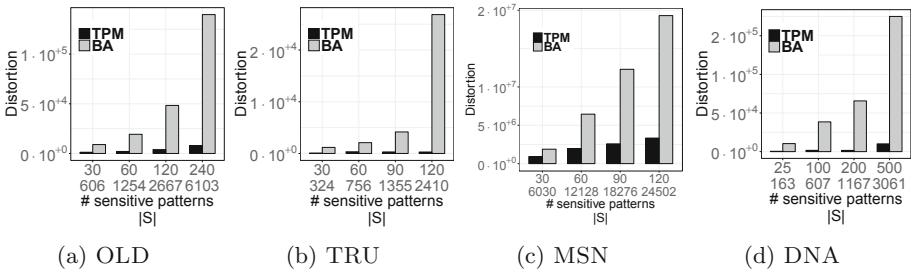 Distortion
1 · 10^+5
5 · 10^+4
0 · 10^+0
TPM
BA
30 60 120 240
606 1254 2667 6103
# sensitive patterns
|S|
(a) OLD
Distortion
2 · 10^+4
1 · 10^+4
0 · 10^+0
TPM
BA
30 60 90 120
324 756 1355 2410
# sensitive patterns
|S|
(b) TRU
Distortion
2 · 10^+7
1 · 10^+7
5 · 10^+6
0 · 10^+0
TPM
BA
30 60 90 120
6030 12128 18276 24502
# sensitive patterns
|S|
(c) MSN
Distortion
2 · 10^+5
1 · 10^+5
5 · 10^+4
0 · 10^+0
TPM
BA
25 100 200 500
163 607 1167 3061
# sensitive patterns
|S|
(d) DNA